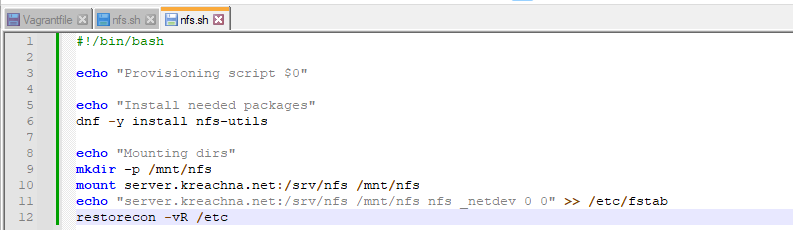 Vagrantfile nfs.sh nfs.sh
1 #!/bin/bash
2
3 echo "Provisioning script $0"
4
5 echo "Install needed packages"
6 dnf -y install nfs-utils
7
8 echo "Mounting dirs"
9 mkdir -p /mnt/nfs
10 mount server.kreachna.net:/srv/nfs /mnt/nfs
11 echo "server.kreachna.net:/srv/nfs /mnt/nfs nfs _netdev 0 0" >> /etc/fstab
12 restorecon -vR /etc